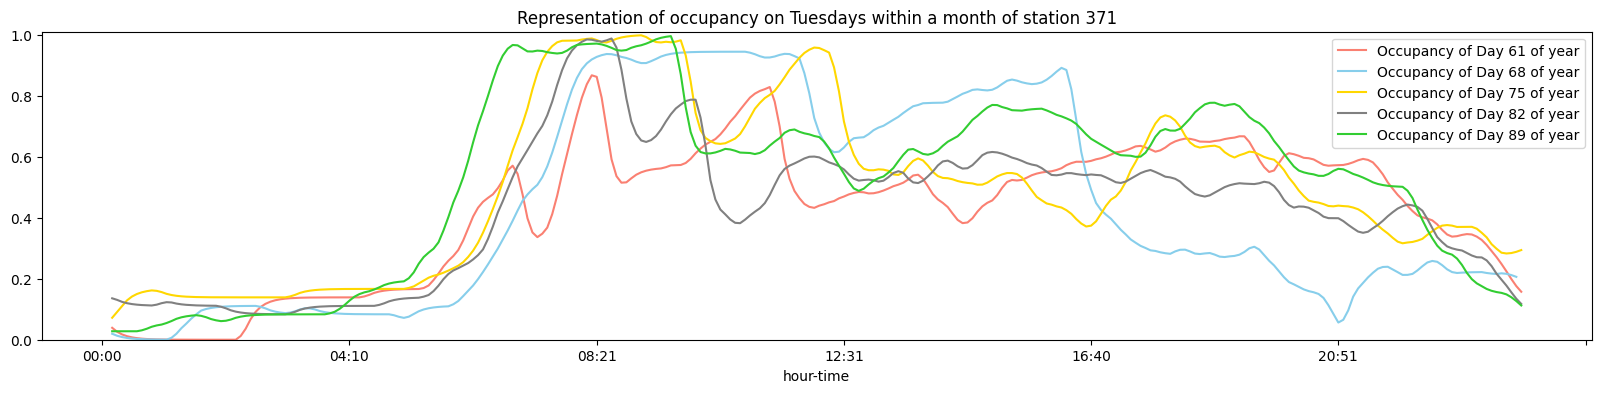 Representation of occupancy on Tuesdays within a month of station 371
1.0
0.8
0.6
0.4
0.2
0.0
Occupancy of Day 61 of year
Occupancy of Day 68 of year
Occupancy of Day 75 of year
Occupancy of Day 82 of year
Occupancy of Day 89 of year
00:00 04:10 08:21 12:31 16:40 20:51
hour-time